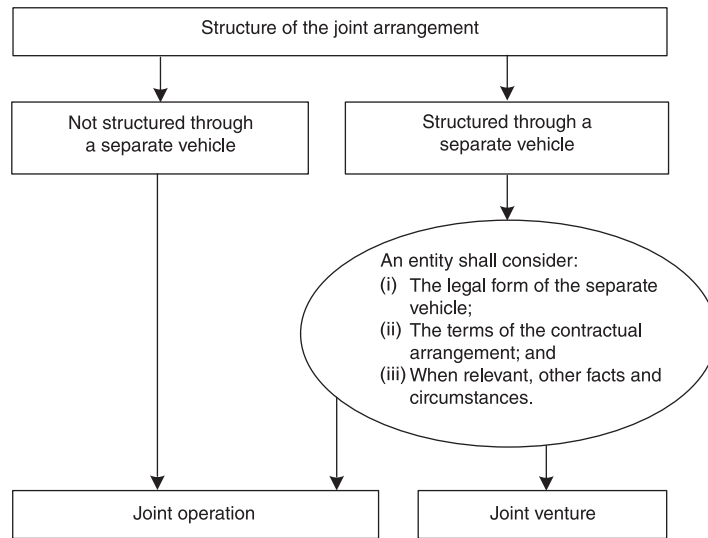 Structure of the joint arrangement
Not structured through
a separate vehicle
Structured through a
separate vehicle
An entity shall consider:
(i) The legal form of the separate
vehicle;
(ii) The terms of the contractual
arrangement; and
(iii) When relevant, other facts and
circumstances.
Joint operation
Joint venture